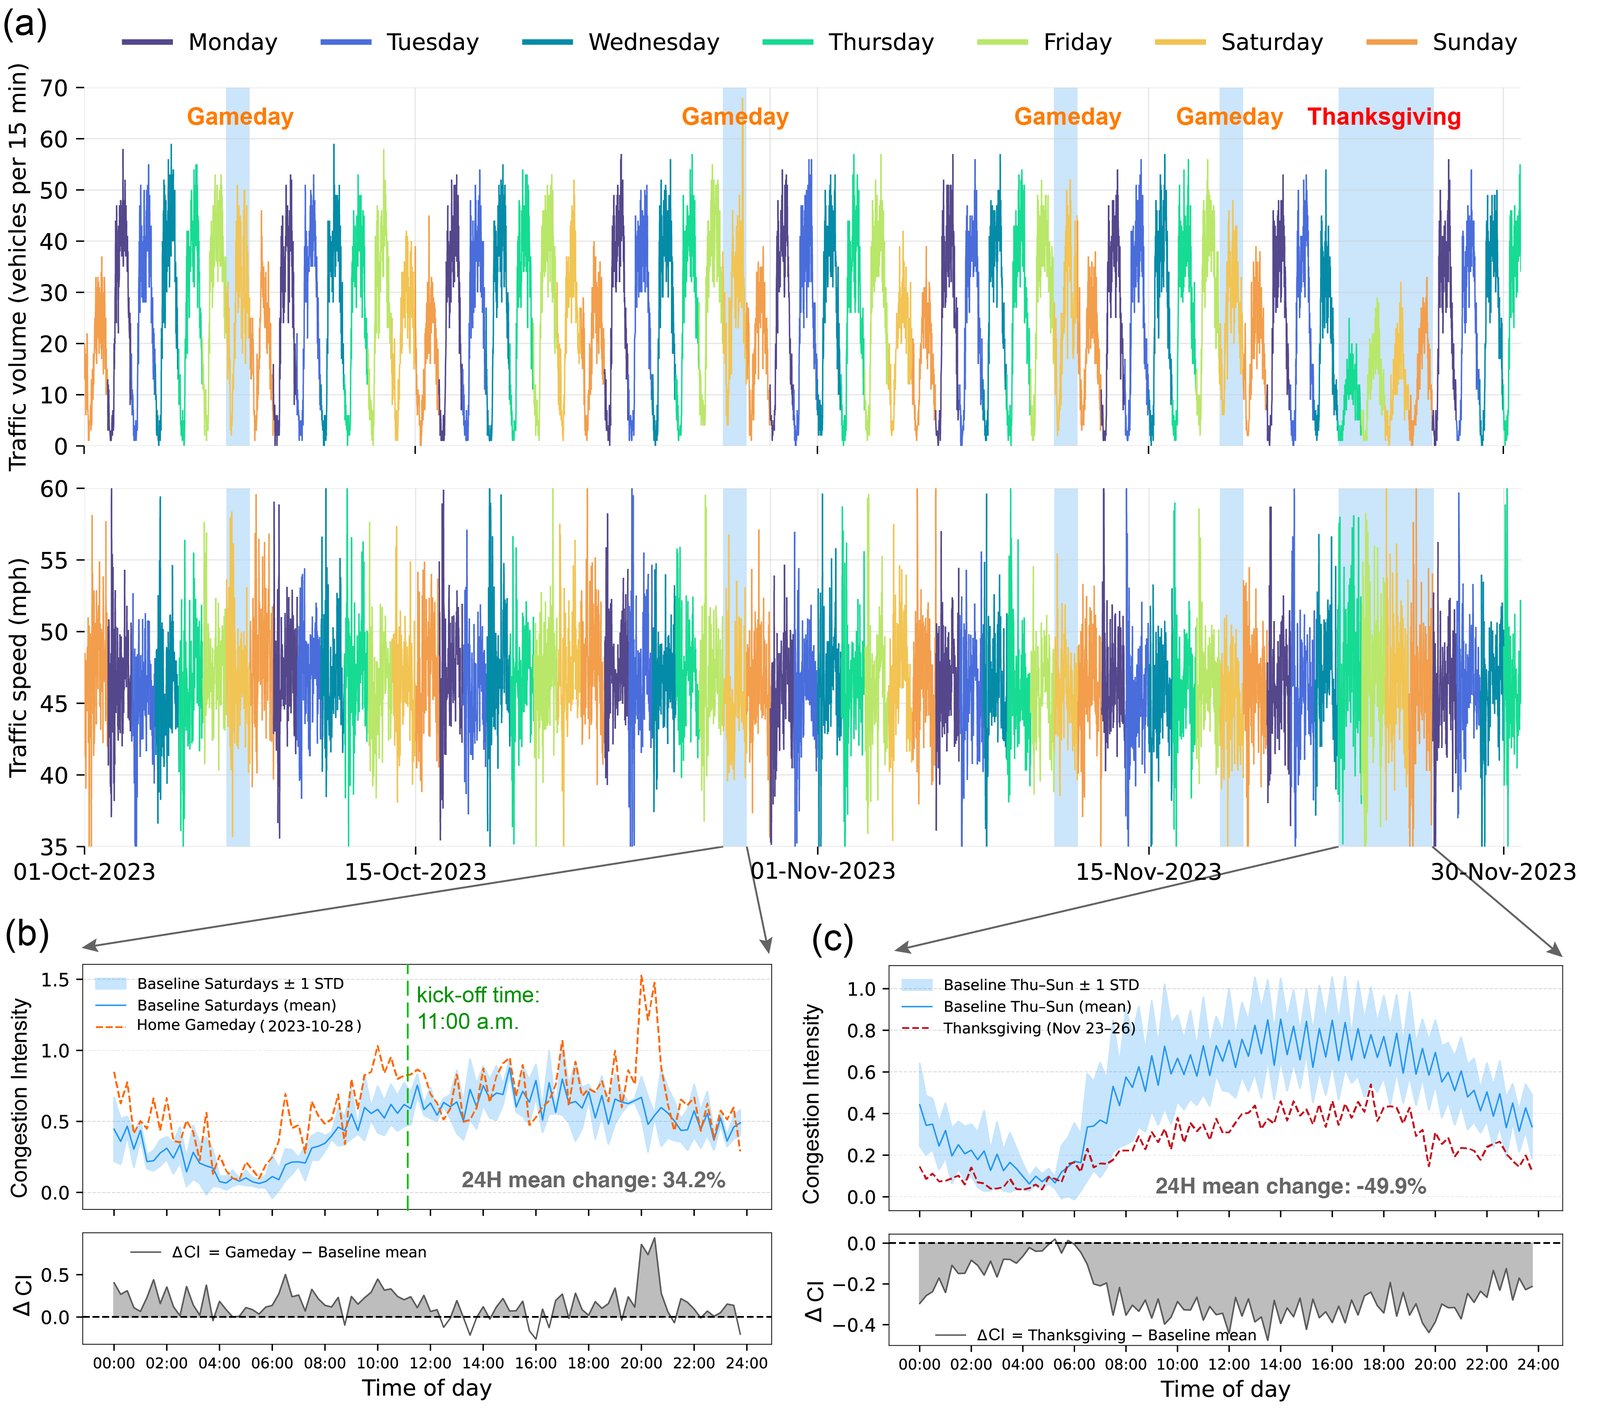 (a)
Monday Tuesday Wednesday Thursday Friday Saturday Sunday
Traffic volume (vehicles per 15 min)
70
60
50
40
30
20
10
0
Gameday Gameday Gameday Gameday Thanksgiving
Traffic speed (mph)
60
55
50
45
40
35
01-Oct-2023 15-Oct-2023 01-Nov-2023 15-Nov-2023 30-Nov-2023
(b)
Congestion Intensity
1.5
1.0
0.5
0.0
Baseline Saturdays ± 1 STD
Baseline Saturdays (mean)
Home Gameday (2023-10-28)
kick-off time:
11:00 a.m.
24H mean change: 34.2%
Δ CI
0.5
0.0
ΔCI = Gameday − Baseline mean
00:00 02:00 04:00 06:00 08:00 10:00 12:00 14:00 16:00 18:00 20:00 22:00 24:00
Time of day
(c)
Congestion Intensity
1.0
0.8
0.6
0.4
0.2
0.0
Baseline Thu–Sun ± 1 STD
Baseline Thu–Sun (mean)
Thanksgiving (Nov 23–26)
24H mean change: -49.9%
Δ CI
0.0
−0.2
−0.4
ΔCI = Thanksgiving − Baseline mean
00:00 02:00 04:00 06:00 08:00 10:00 12:00 14:00 16:00 18:00 20:00 22:00 24:00
Time of day